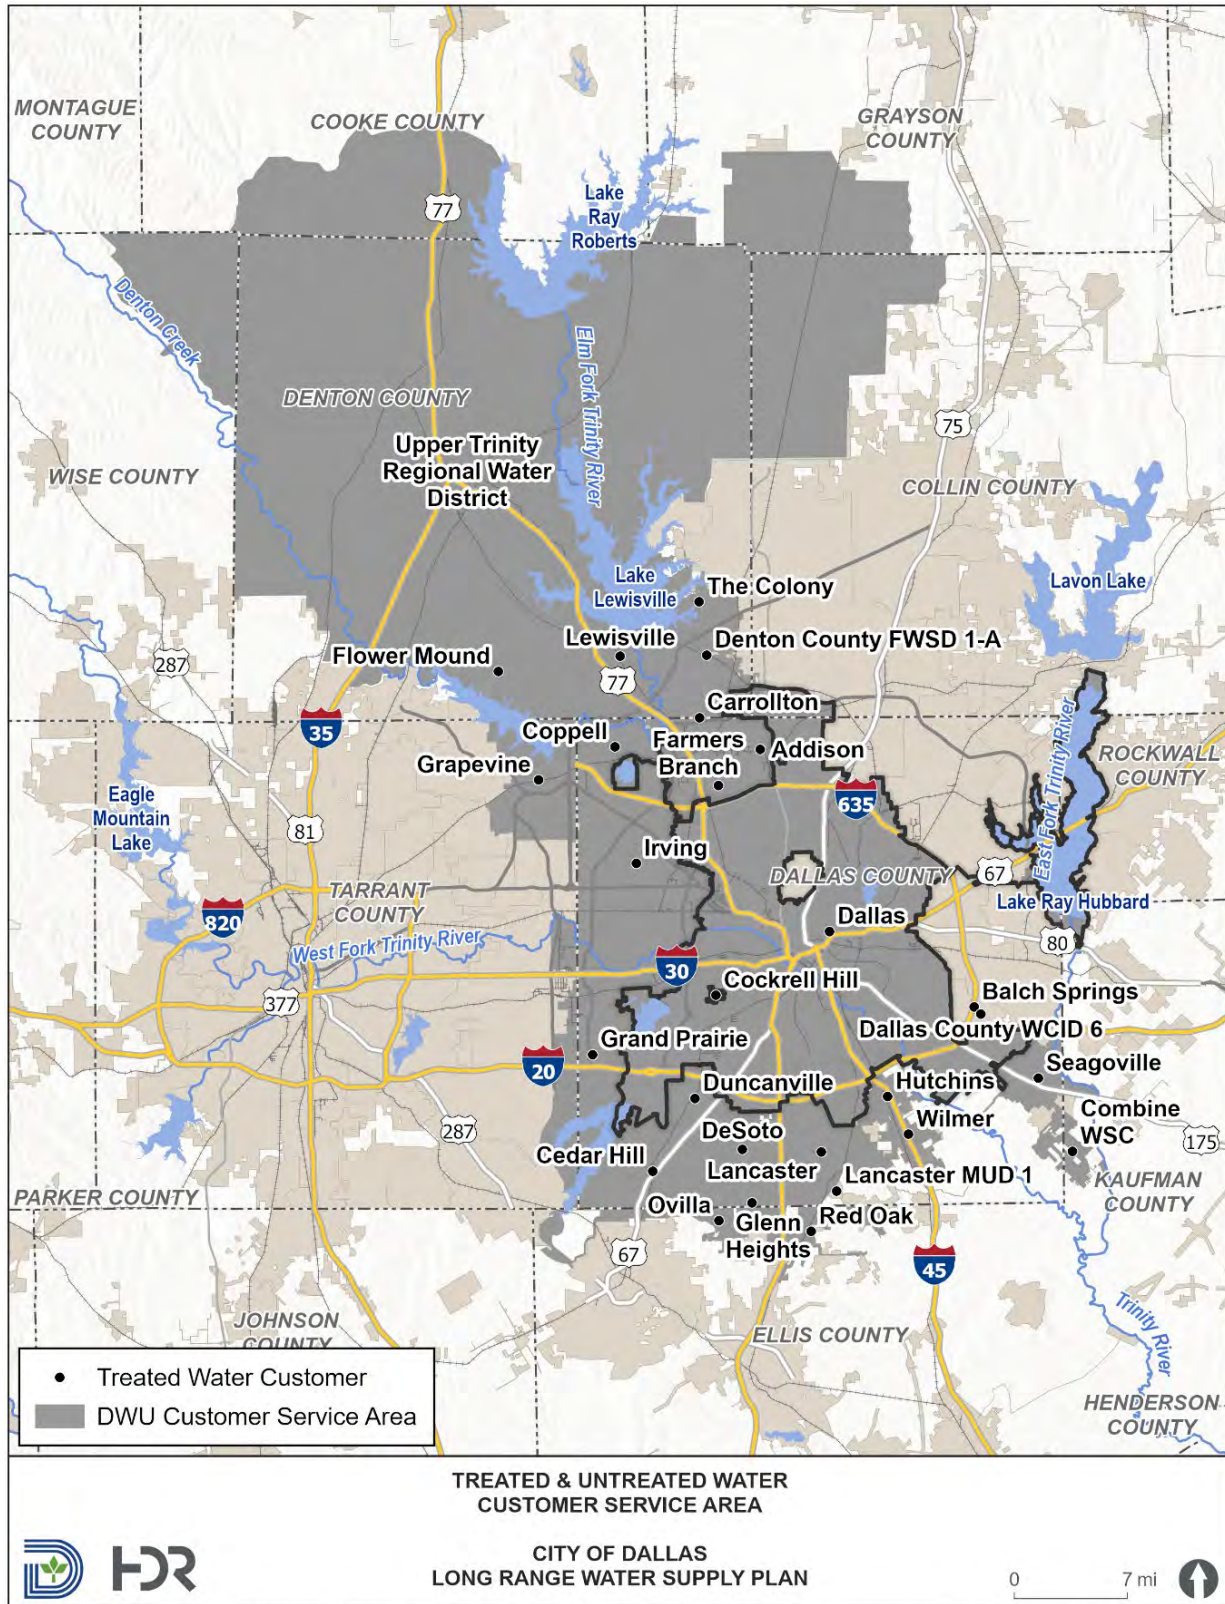 MONTAGUE
COUNTY
COOKE COUNTY
GRAYSON
COUNTY
77
Lake
Ray
Roberts
Denton Creek
Elm Fork Trinity River
DENTON COUNTY
75
Upper Trinity
Regional Water
District
WISE COUNTY
COLLIN COUNTY
Lake
Lewisville
The Colony
Lavon Lake
Lewisville
Denton County FWSD 1-A
Flower Mound
287
77
35
Carrollton
Coppell
Farmers
Branch
Addison
Grapevine
East Fork Trinity River
ROCKWALL
COUNTY
Eagle
Mountain
Lake
635
81
Irving
67
DALLAS COUNTY
TARRANT
COUNTY
Lake Ray Hubbard
820
Dallas
West Fork Trinity River
80
30
Cockrell Hill
377
Balch Springs
Dallas County WCID 6
Grand Prairie
20
Seagoville
Duncanville
Hutchins
287
Wilmer
Combine
WSC
175
DeSoto
Cedar Hill
Lancaster
Lancaster MUD 1
KAUFMAN
COUNTY
PARKER COUNTY
Ovilla
Glenn
Heights
Red Oak
67
45
Trinity River
JOHNSON
COUNTY
ELLIS COUNTY
HENDERSON
COUNTY
Treated Water Customer
DWU Customer Service Area
TREATED & UNTREATED WATER
CUSTOMER SERVICE AREA
CITY OF DALLAS
LONG RANGE WATER SUPPLY PLAN
HDR
0 7 mi